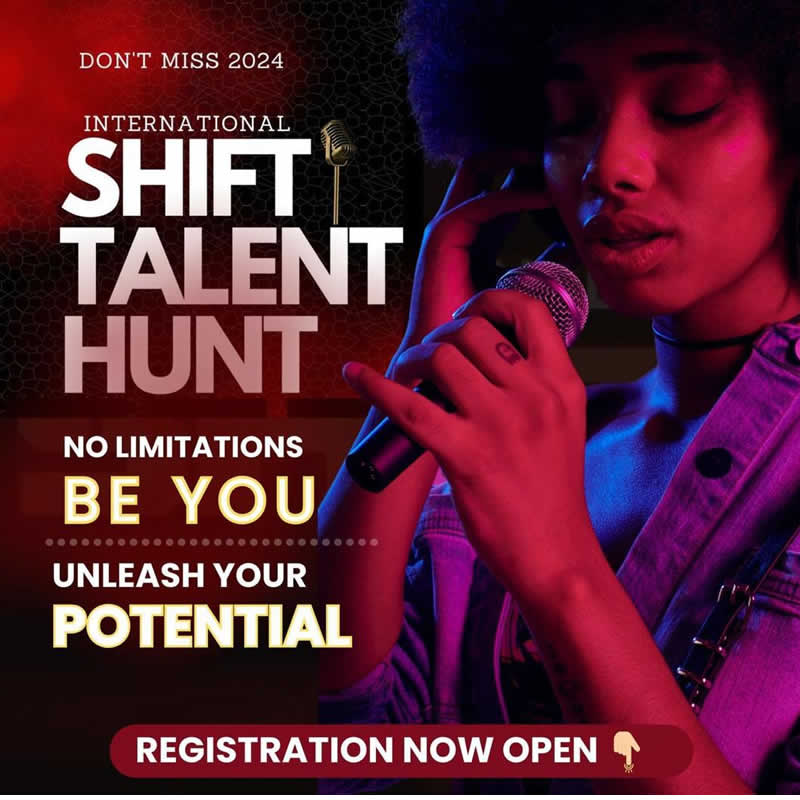 DON'T MISS 2024
INTERNATIONAL
SHIFT
TALENT
HUNT
NO LIMITATIONS
BE YOU
UNLEASH YOUR
POTENTIAL
REGISTRATION NOW OPEN 👇🏼